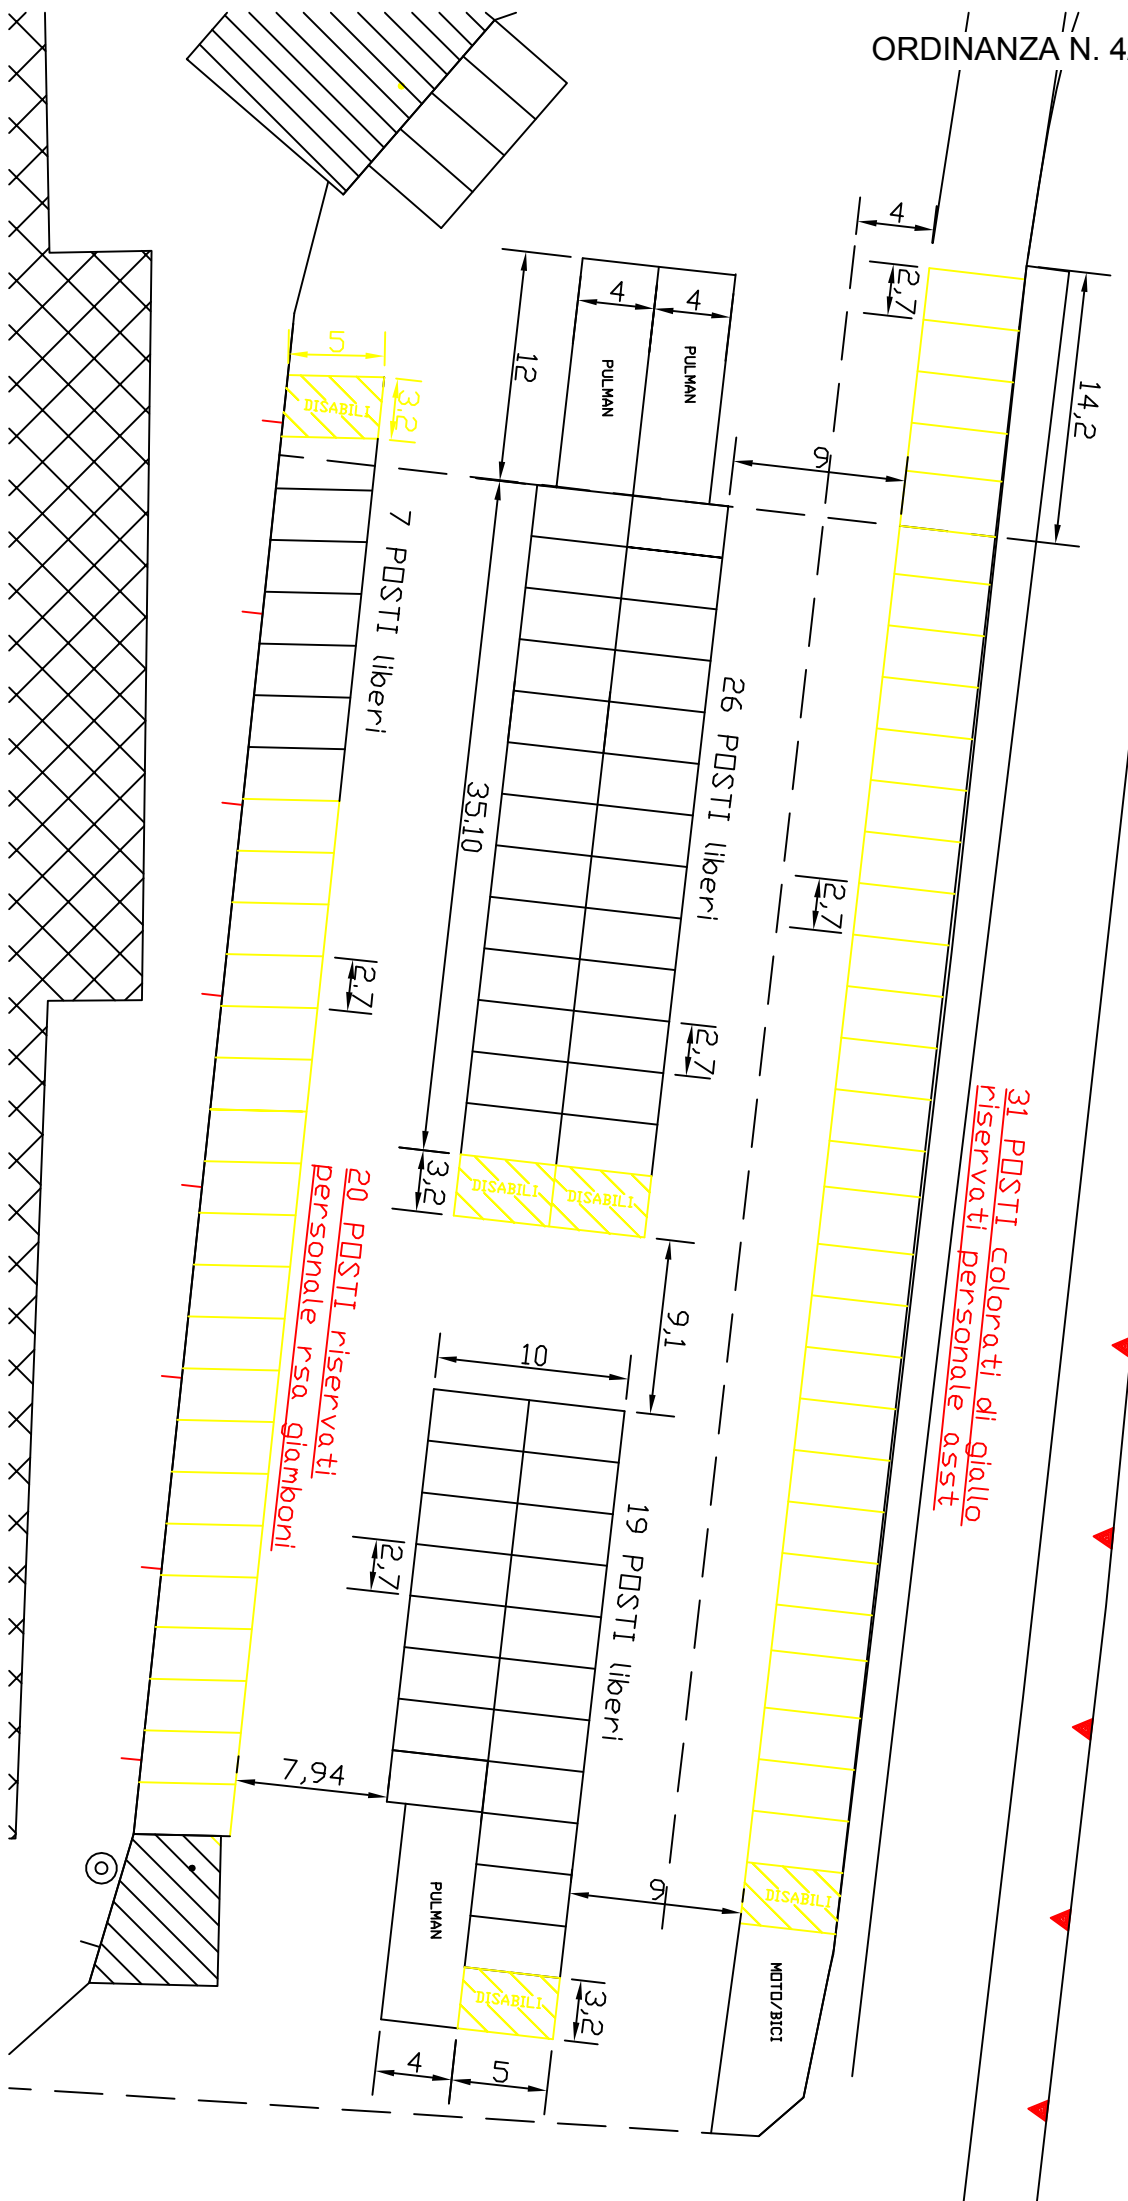 ORDINANZA N. 4
4
2,7
14,2
4
4
PULMAN
PULMAN
12
5
DISABILI
3,2
9
7 POSTI liberi
26 POSTI liberi
35,10
2,7
2,7
2,7
31 POSTI colorati di giallo
riservati personale asst
3,2
DISABILI
DISABILI
20 POSTI riservati
personale rsa giamboni
9,1
10
19 POSTI liberi
2,7
7,94
PULMAN
9
DISABILI
MOTO/BICI
DISABILI
3,2
4
5